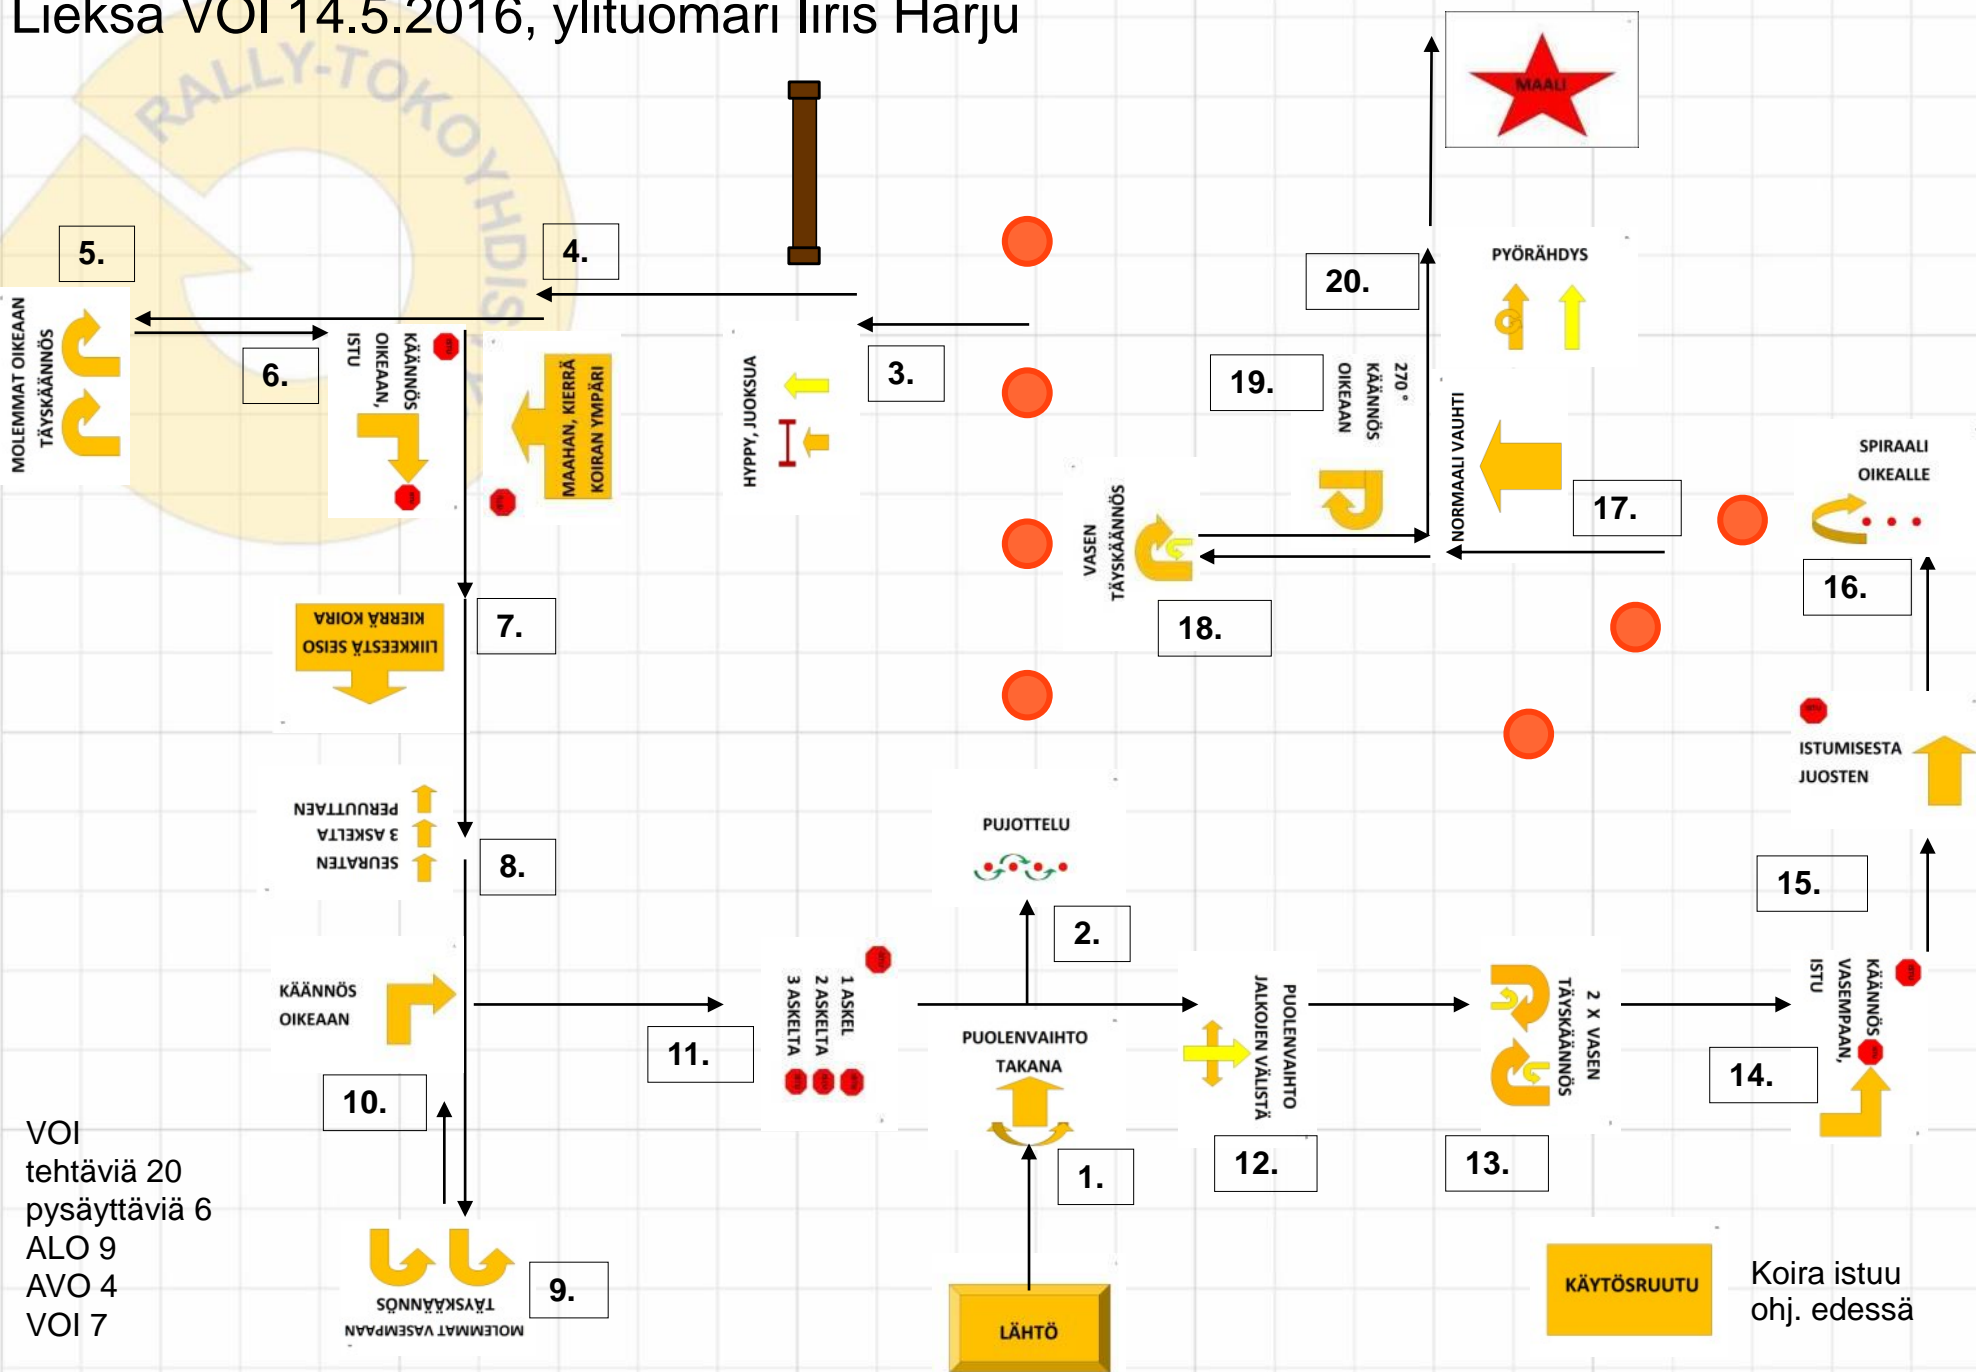 Lieksa VOI 14.5.2016, ylituomari Iiris Harju
RALLY-TOKOYHDIS
MAALI
5.
4.
20.
PYÖRÄHDYS
MOLEMMAT OIKEAAN
TÄYSKÄÄNNÖS
6.
KÄÄNNÖS
OIKEAAN,
ISTU
MAAHAN, KIERRÄ
KOIRAN YMPÄRI
HYPPY, JUOKSUA
3.
19.
270 °
KÄÄNNÖS
OIKEAAN
NORMAALI VAUHTI
17.
SPIRAALI
OIKEALLE
16.
VASEN
TÄYSKÄÄNNÖS
18.
LIIKKEESTÄ SEISO
KIERRÄ KOIRA
7.
ISTUMISESTA
JUOSTEN
15.
SEURATEN
3 ASKELTA
PERUUTTAEN
8.
PUJOTTELU
2.
KÄÄNNÖS
OIKEAAN
10.
11.
1 ASKEL
2 ASKELTA
3 ASKELTA
PUOLENVAIHTO
TAKANA
1.
PUOLENVAIHTO
JALKOJEN VÄLISTÄ
12.
2 X VASEN
TÄYSKÄÄNNÖS
13.
KÄÄNNÖS
VASEMPAAN,
ISTU
14.
MOLEMMAT VASEMPAAN
TÄYSKÄÄNNÖS
9.
LÄHTÖ
VOI
tehtäviä 20
pysäyttäviä 6
ALO 9
AVO 4
VOI 7
KÄYTÖSRUUTU
Koira istuu
ohj. edessä